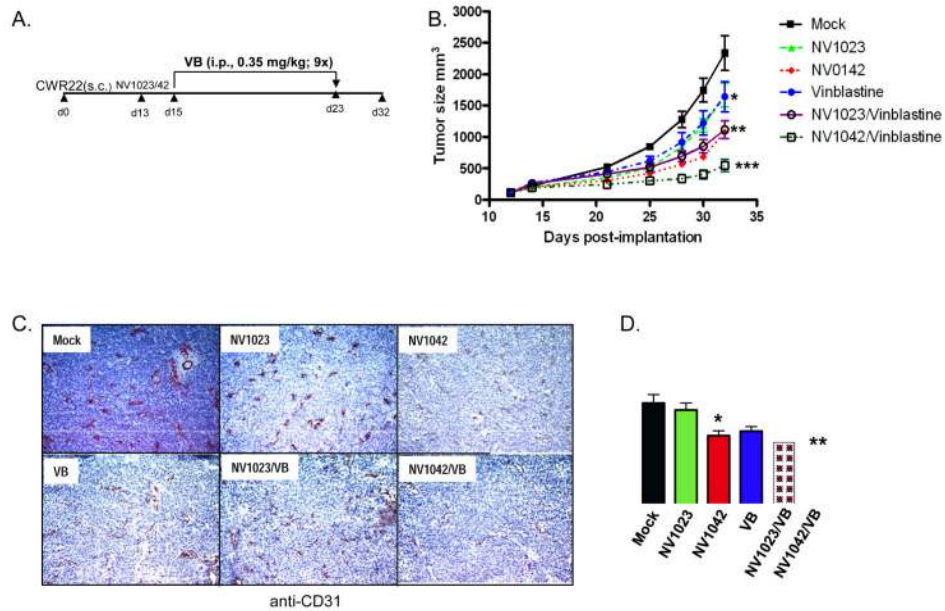 A.
VB (i.p., 0.35 mg/kg; 9x)
CWR22(s.c.) NV1023/42
d0 d13 d15 d23 d32
B.
Tumor size mm3
3000
2500
2000
1500
1000
500
0
10 15 20 25 30 35
Days post-implantation
*
**
***
Mock
NV1023
NV0142
Vinblastine
NV1023/Vinblastine
NV1042/Vinblastine
C.
Mock NV1023 NV1042
VB NV1023/VB NV1042/VB
anti-CD31
D.
*
**
Mock
NV1023
NV1042
VB
NV1023/VB
NV1042/VB